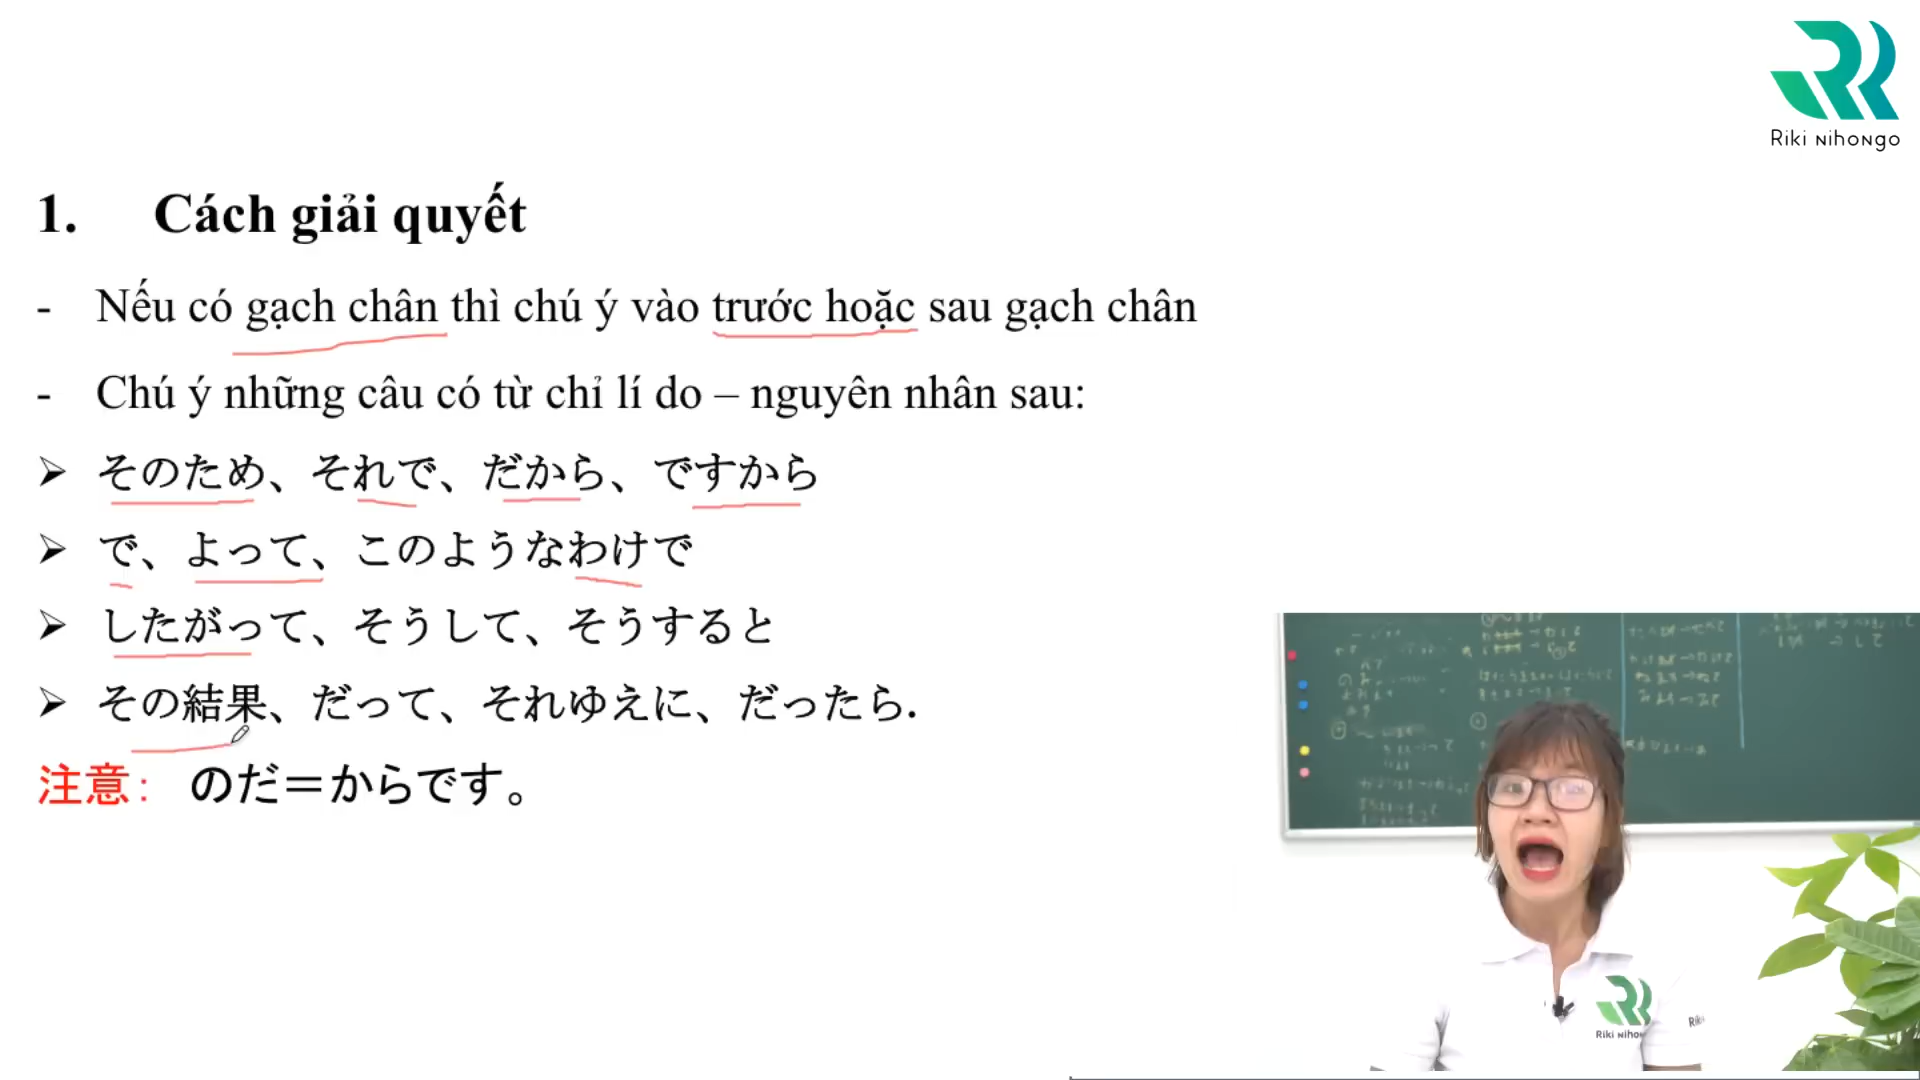 Riki Nihongo
1. Cách giải quyết
- Nếu có gạch chân thì chú ý vào trước hoặc sau gạch chân
- Chú ý những câu có từ chỉ lí do – nguyên nhân sau:
➢ そのため、それで、だから、ですから
➢ で、よって、このようなわけで
➢ したがって、そうして、そうすると
➢ その結果、だって、それゆえに、だったら.
注意： のだ＝からです。
Riki Niho
Riki